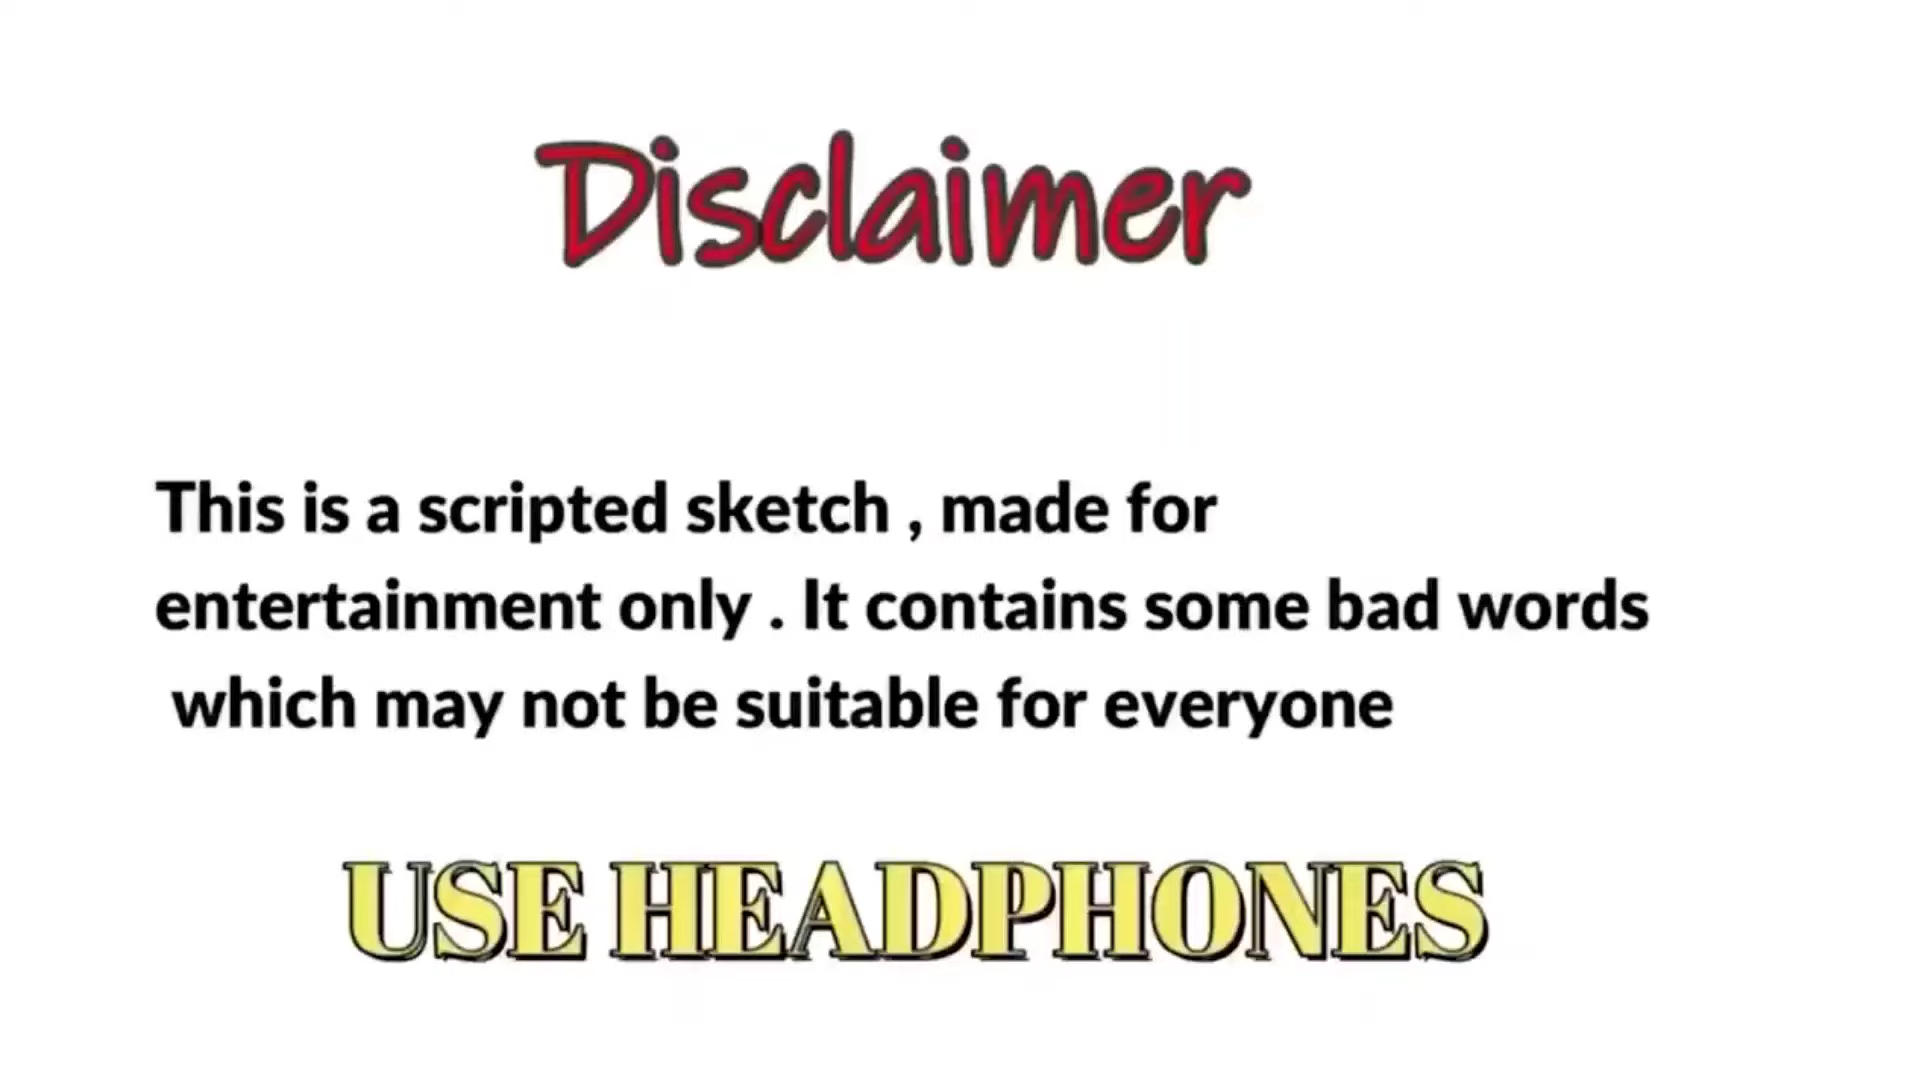 Disclaimer
This is a scripted sketch , made for
entertainment only . It contains some bad words
which may not be suitable for everyone
USE HEADPHONES